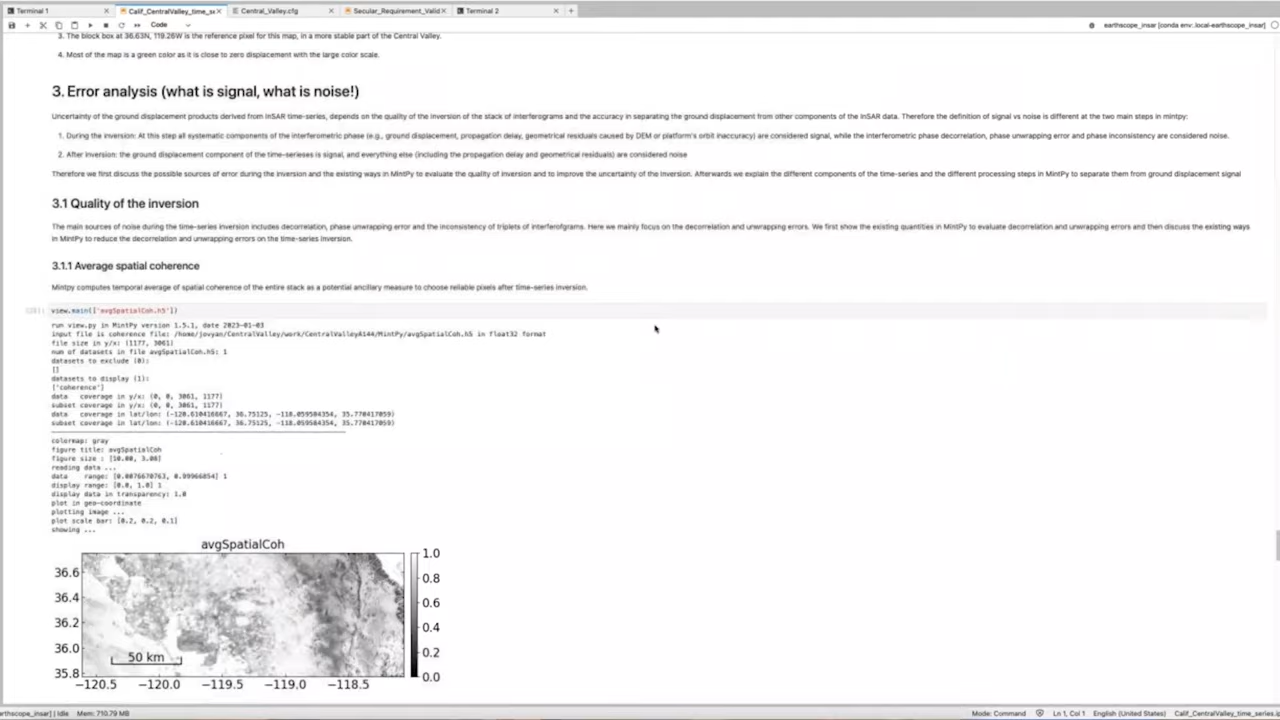 Terminal 1
Calif_CentralValley_time_se
Central_Valley.cfg
Secular_Requirement_Valid
Terminal 2
Code
earthscope_insar [conda env:local-earthscope_insar]
3. The block box at 36.63N, 119.26W is the reference pixel for this map, in a more stable part of the Central Valley.
4. Most of the map is a green color as it is close to zero displacement with the large color scale.
3. Error analysis (what is signal, what is noise!)
Uncertainty of the ground displacement products derived from InSAR time-series, depends on the quality of the inversion of the stack of interferograms and the accuracy in separating the ground displacement from other components of the InSAR data. Therefore the definition of signal vs noise is different at the two main steps in mintpy:
1. During the inversion: At this step all systematic components of the interferometric phase (e.g., ground displacement, propagation delay, geometrical residuals caused by DEM or platform's orbit inaccuracy) are considered signal, while the interferometric phase decorrelation, phase unwrapping error and phase inconsistency are considered noise.
2. After inversion: the ground displacement component of the time-serieses is signal, and everything else (including the propagation delay and geometrical residuals) are considered noise
Therefore we first discuss the possible sources of error during the inversion and the existing ways in MintPy to evaluate the quality of inversion and to improve the uncertainty of the inversion. Afterwards we explain the different components of the time-series and the different processing steps in MintPy to separate them from ground displacement signal
3.1 Quality of the inversion
The main sources of noise during the time-series inversion includes decorrelation, phase unwrapping error and the inconsistency of triplets of interferofgrams. Here we mainly focus on the decorrelation and unwrapping errors. We first show the existing quantities in MintPy to evaluate decorrelation and unwrapping errors and then discuss the existing ways
in MintPy to reduce the decorrelation and unwrapping errors on the time-series inversion.
3.1.1 Average spatial coherence
Mintpy computes temporal average of spatial coherence of the entire stack as a potential ancillary measure to choose reliable pixels after time-series inversion.
view.main(['avgSpatialCoh.h5'])
run view.py in MintPy version 1.5.1, date 2023-01-03
input file is coherence file: /home/jovyan/CentralValley/work/CentralValleyA144/MintPy/avgSpatialCoh.h5 in float32 format
file size in y/x: (1177, 3061)
num of datasets in file avgSpatialCoh.h5: 1
datasets to exclude (0):
[]
datasets to display (1):
['coherence']
data coverage in y/x: (0, 0, 3061, 1177)
subset coverage in y/x: (0, 0, 3061, 1177)
data coverage in lat/lon: (-120.610416667, 36.75125, -118.059584354, 35.770417059)
subset coverage in lat/lon: (-120.610416667, 36.75125, -118.059584354, 35.770417059)
colormap: gray
figure title: avgSpatialCoh
figure size : [10.00, 3.08]
reading data ...
data range: [0.0076670763, 0.99966854] 1
display range: [0.0, 1.0] 1
display data in transparency: 1.0
plot in geo-coordinate
plotting image ...
plot scale bar: [0.2, 0.2, 0.1]
showing ...
avgSpatialCoh
36.6
36.4
36.2
36.0
35.8
50 km
−120.5 −120.0 −119.5 −119.0 −118.5
1.0
0.8
0.6
0.4
0.2
0.0
earthscope_insar] | Idle Mem: 710.79 MB
Mode: Command Ln 1, Col 1 English (United States) Calif_CentralValley_time_series.ip